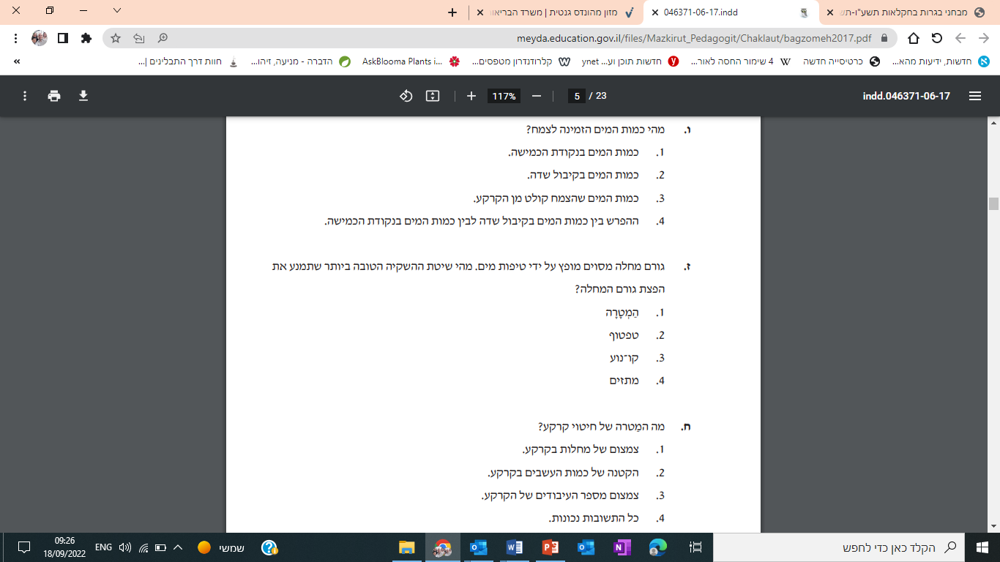 מבחני בגרות בחקלאות תשע"ו-תש
046371-06-17.indd
מזון מהונדס גנטית | משרד הבריאו
meyda.education.gov.il/files/Mazkirut_Pedagogit/Chaklaut/bagzomeh2017.pdf
חדשות, ידיעות מהא...
כרטיסייה חדשה
4 שימור החסה לאור...
חדשות תוכן וע... ynet
קלרודנדרון מטפסים...
AskBlooma Plants i...
הדברה - מניעה, זיהו...
חוות דרך התבלינים |...
«
indd.046371-06-17
5 / 23
117%
ו. מהי כמות המים הזמינה לצמח?
1. כמות המים בנקודת הכמישה.
2. כמות המים בקיבול שדה.
3. כמות המים שהצמח קולט מן הקרקע.
4. ההפרש בין כמות המים בקיבול שדה לבין כמות המים בנקודת הכמישה.
ז. גורם מחלה מסוים מופץ על ידי טיפות מים. מהי שיטת ההשקיה הטובה ביותר שתמנע את
הפצת גורם המחלה?
1. הַמְטָרָה
2. טפטוף
3. קו־נוע
4. מתזים
ח. מה המַטרה של חיטוי קרקע?
1. צמצום של מחלות בקרקע.
2. הקטנה של כמות העשבים בקרקע.
3. צמצום מספר העיבודים של הקרקע.
4. כל התשובות נכונות.
הקלד כאן כדי לחפש
שמשי
ENG
09:26
18/09/2022